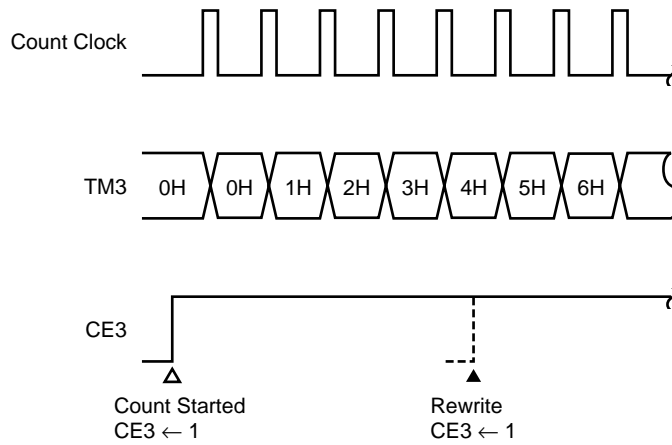 Count Clock
TM3 0H 0H 1H 2H 3H 4H 5H 6H
CE3
Count Started
CE3 ← 1
Rewrite
CE3 ← 1